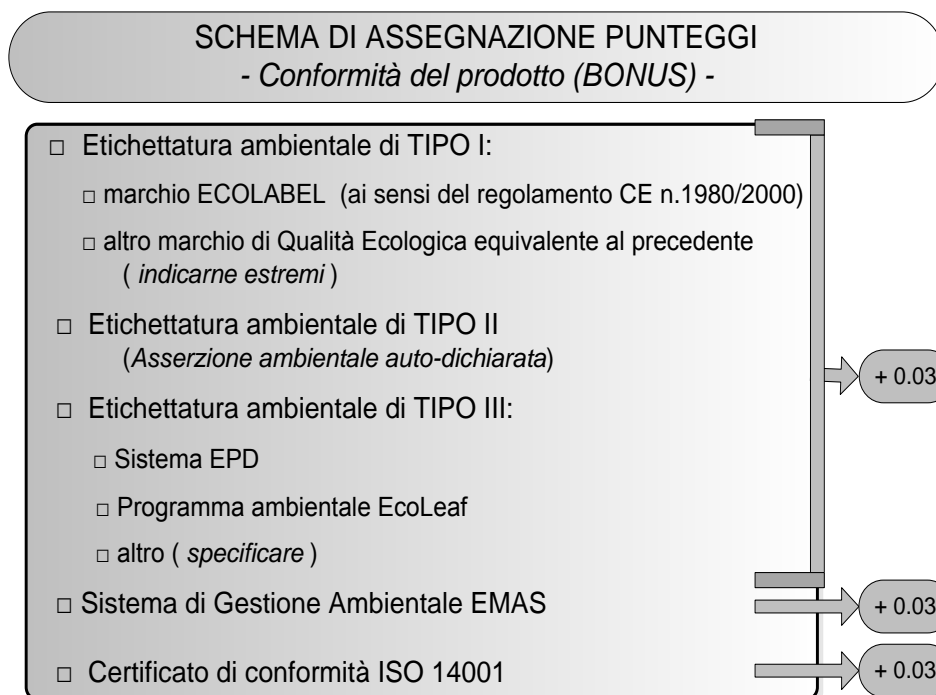 SCHEMA DI ASSEGNAZIONE PUNTEGGI
- Conformità del prodotto (BONUS) -
□ Etichettatura ambientale di TIPO I:
□ marchio ECOLABEL (ai sensi del regolamento CE n.1980/2000)
□ altro marchio di Qualità Ecologica equivalente al precedente
( indicarne estremi )
□ Etichettatura ambientale di TIPO II
(Asserzione ambientale auto-dichiarata)
+ 0.03
□ Etichettatura ambientale di TIPO III:
□ Sistema EPD
□ Programma ambientale EcoLeaf
□ altro ( specificare )
□ Sistema di Gestione Ambientale EMAS
+ 0.03
□ Certificato di conformità ISO 14001
+ 0.03